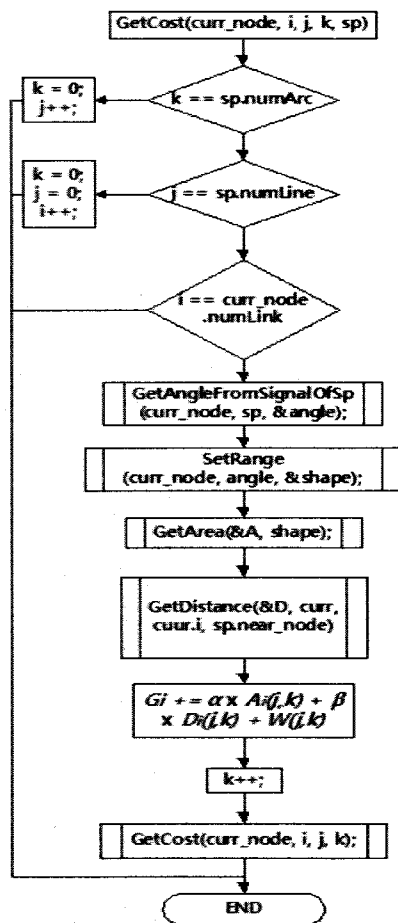 GetCost(curr_node, i, j, k, sp)
k == sp.numArc
k = 0;
j++;
j == sp.numLine
k = 0;
j = 0;
i++;
i == curr_node
.numLink
GetAngleFromSignalOfSp
(curr_node, sp, &angle);
SetRange
(curr_node, angle, &shape);
GetArea(&A, shape);
GetDistance(&D, curr,
cuur.i, sp.near_node)
Gi += α x Ai(j,k) + β
x Di(j,k) + W(j,k)
k++;
GetCost(curr_node, i, j, k);
END